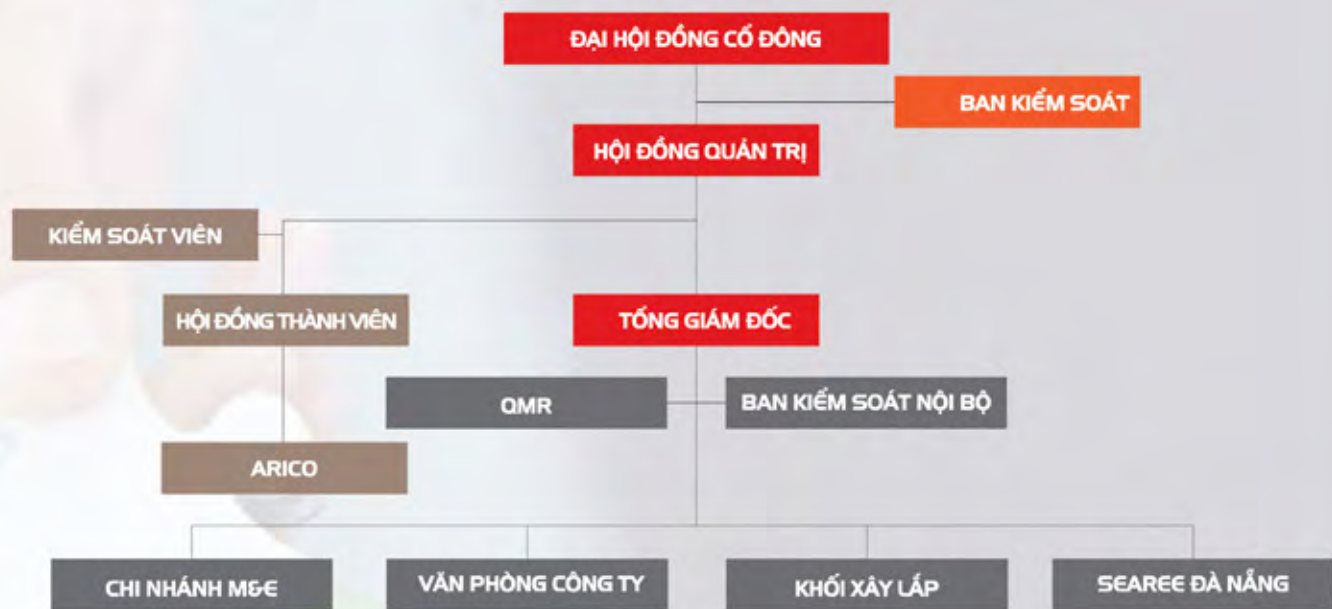 ĐẠI HỘI ĐỒNG CỔ ĐÔNG
BAN KIỂM SOÁT
HỘI ĐỒNG QUẢN TRỊ
KIỂM SOÁT VIÊN
HỘI ĐỒNG THÀNH VIÊN
TỔNG GIÁM ĐỐC
QMR
BAN KIỂM SOÁT NỘI BỘ
ARICO
CHI NHÁNH M&E
VĂN PHÒNG CÔNG TY
KHỐI XÂY LẮP
SEAREE ĐÀ NẴNG